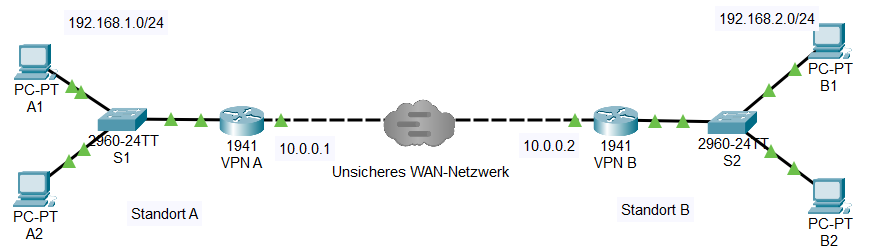 192.168.1.0/24
192.168.2.0/24
PC-PT
A1
PC-PT
B1
2960-24TT
S1
1941
VPN A
10.0.0.1
Unsicheres WAN-Netzwerk
10.0.0.2
1941
VPN B
2960-24TT
S2
Standort A
Standort B
PC-PT
A2
PC-PT
B2